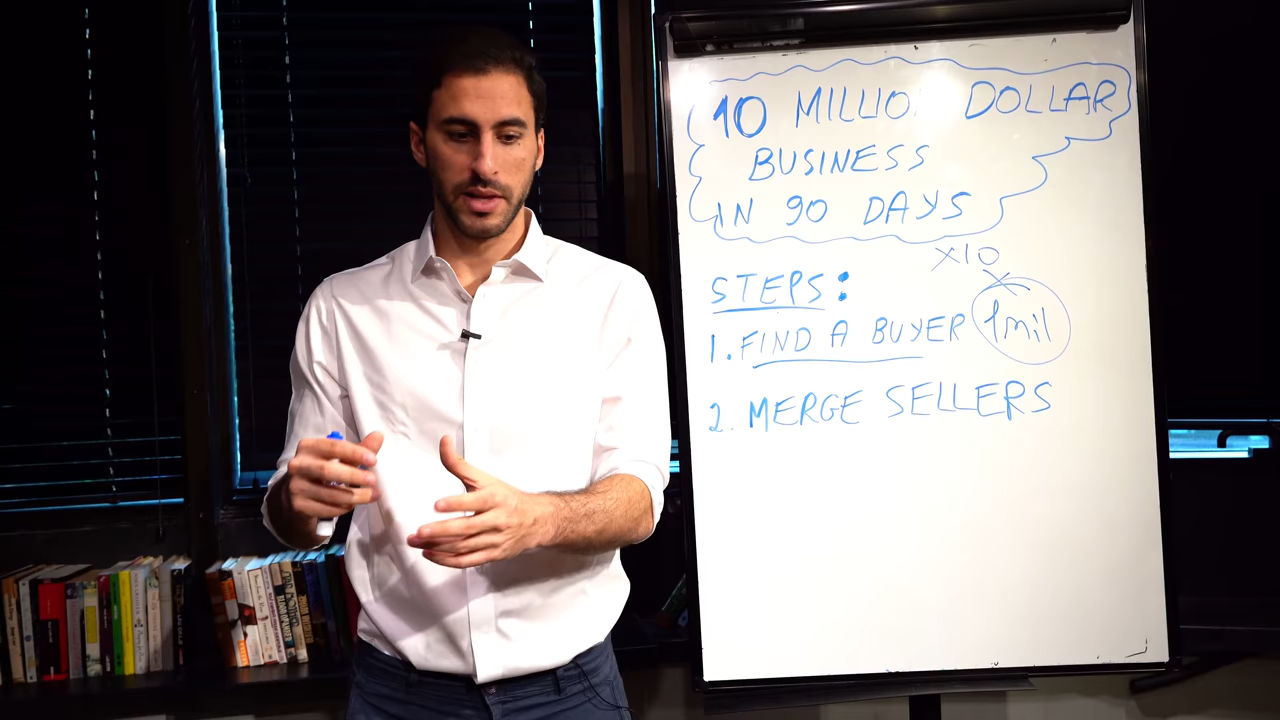 10 MILLIO DOLLAR
BUSINESS
IN 90 DAYS
X10
STEPS:
1. FIND A BUYER 1mil
2. MERGE SELLERS